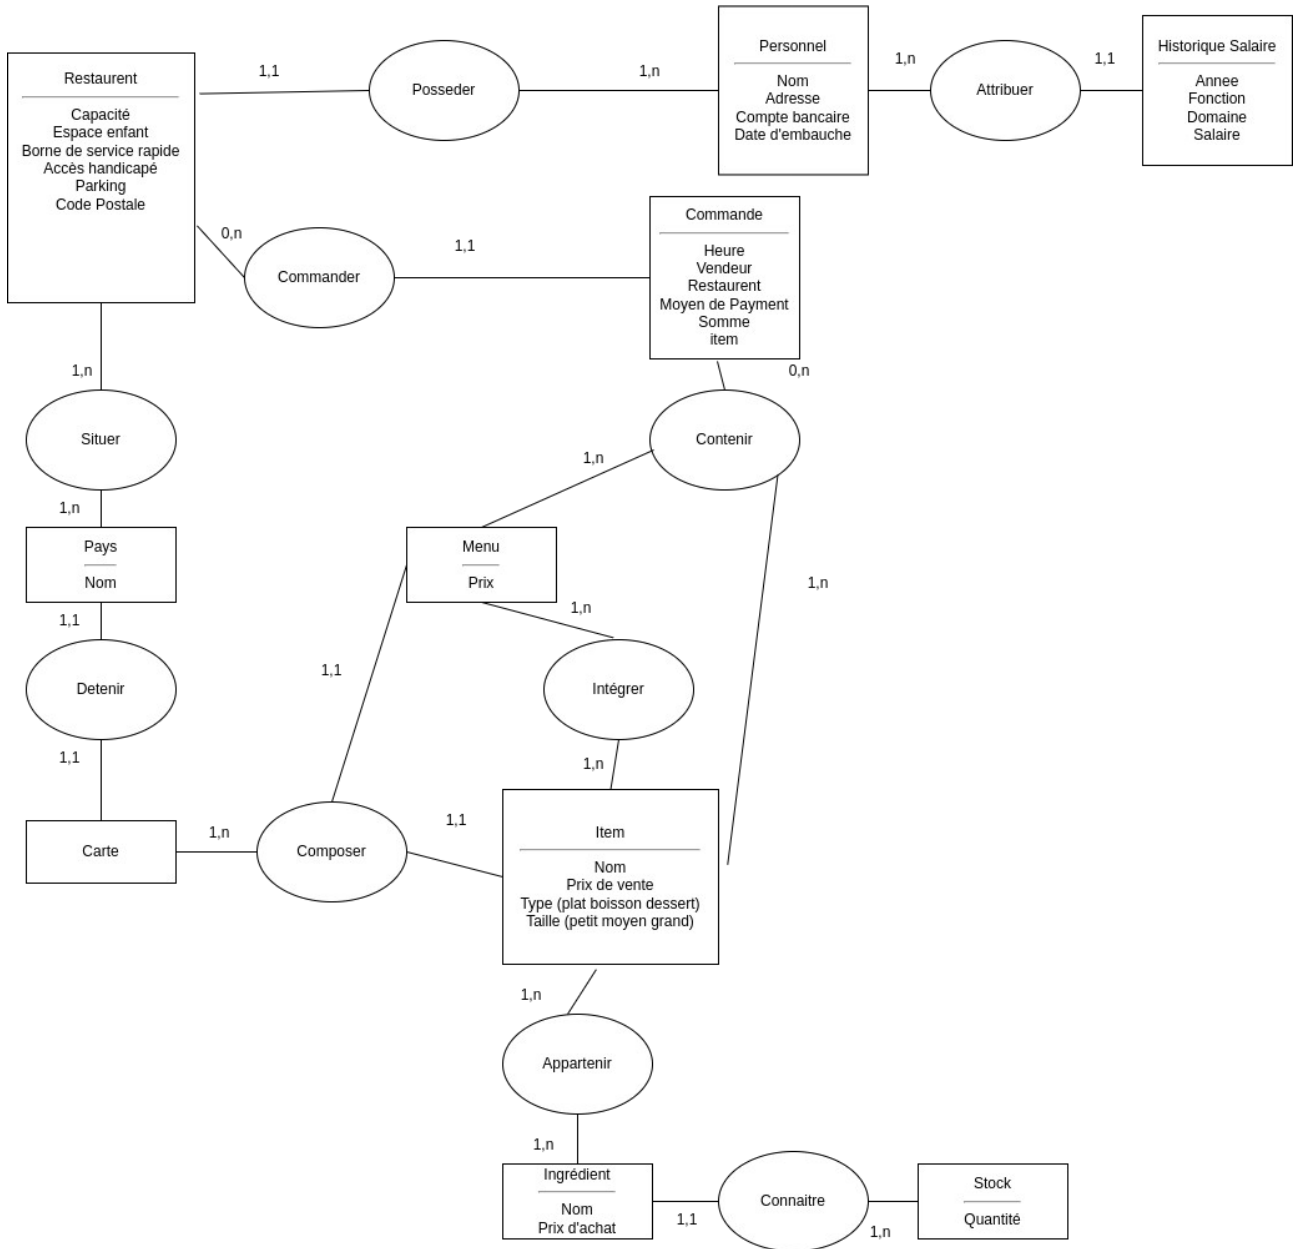 Restaurent
Capacité
Espace enfant
Borne de service rapide
Accès handicapé
Parking
Code Postale
1,1
Posseder
1,n
Personnel
Nom
Adresse
Compte bancaire
Date d'embauche
1,n
Attribuer
1,1
Historique Salaire
Annee
Fonction
Domaine
Salaire
0,n
Commander
1,1
Commande
Heure
Vendeur
Restaurent
Moyen de Payment
Somme
item
1,n
Situer
1,n
Pays
Nom
1,1
Detenir
1,1
Carte
0,n
Contenir
1,n
1,n
Menu
Prix
1,n
Intégrer
1,n
1,1
1,n
Composer
1,1
Item
Nom
Prix de vente
Type (plat boisson dessert)
Taille (petit moyen grand)
1,n
Appartenir
1,n
Ingrédient
Nom
Prix d'achat
1,1
Connaitre
1,n
Stock
Quantité